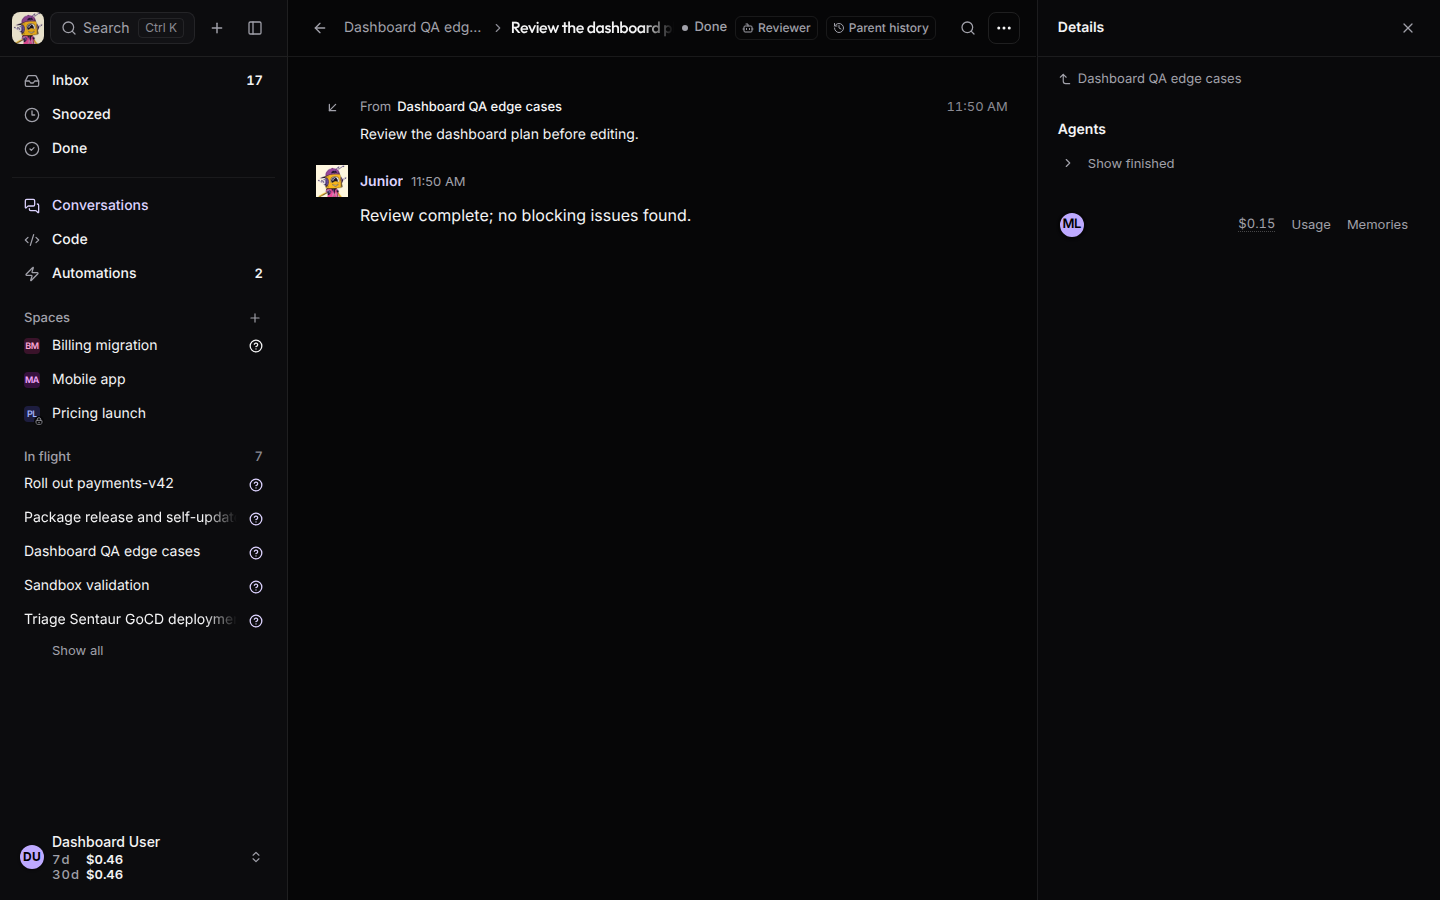 Search Ctrl K
Inbox 17
Snoozed
Done
Conversations
Code
Automations 2
Spaces
BM Billing migration
MA Mobile app
PL Pricing launch
In flight 7
Roll out payments-v42
Package release and self-updat
Dashboard QA edge cases
Sandbox validation
Triage Sentaur GoCD deployme
Show all
DU Dashboard User
7d $0.46
30d $0.46
Dashboard QA edg... Review the dashboard p Done Reviewer Parent history
From Dashboard QA edge cases 11:50 AM
Review the dashboard plan before editing.
Junior 11:50 AM
Review complete; no blocking issues found.
Details
Dashboard QA edge cases
Agents
Show finished
ML $0.15 Usage Memories